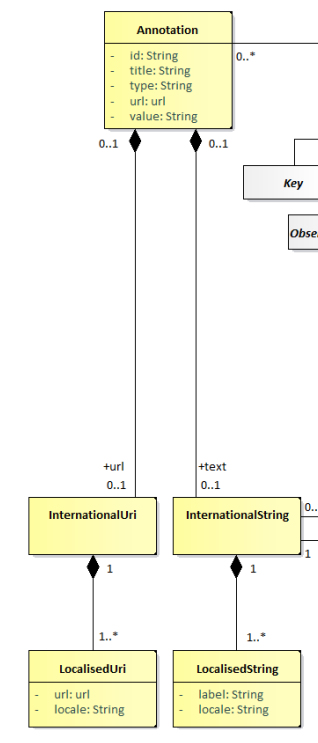 Annotation
- id: String
- title: String
- type: String
- url: url
- value: String
0..*
0..1
0..1
Key
+url
0..1
+text
0..1
InternationalUri
InternationalString
1
1
1
1..*
1..*
LocalisedUri
- url: url
- locale: String
LocalisedString
- label: String
- locale: String